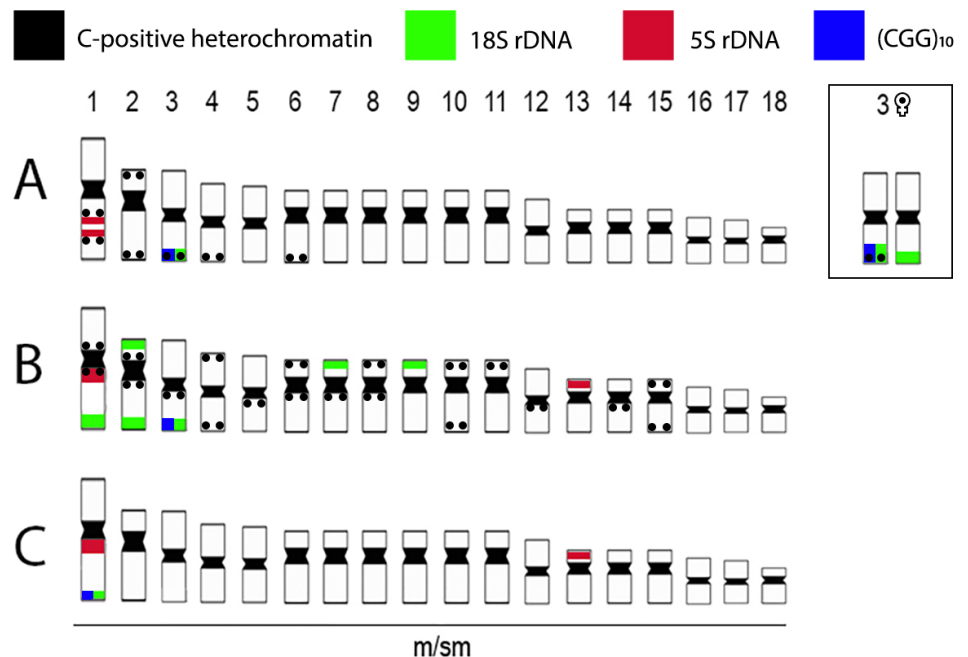 C-positive heterochromatin 18S rDNA 5S rDNA (CGG)₁₀
1 2 3 4 5 6 7 8 9 10 11 12 13 14 15 16 17 18
3
A
B
C
m/sm